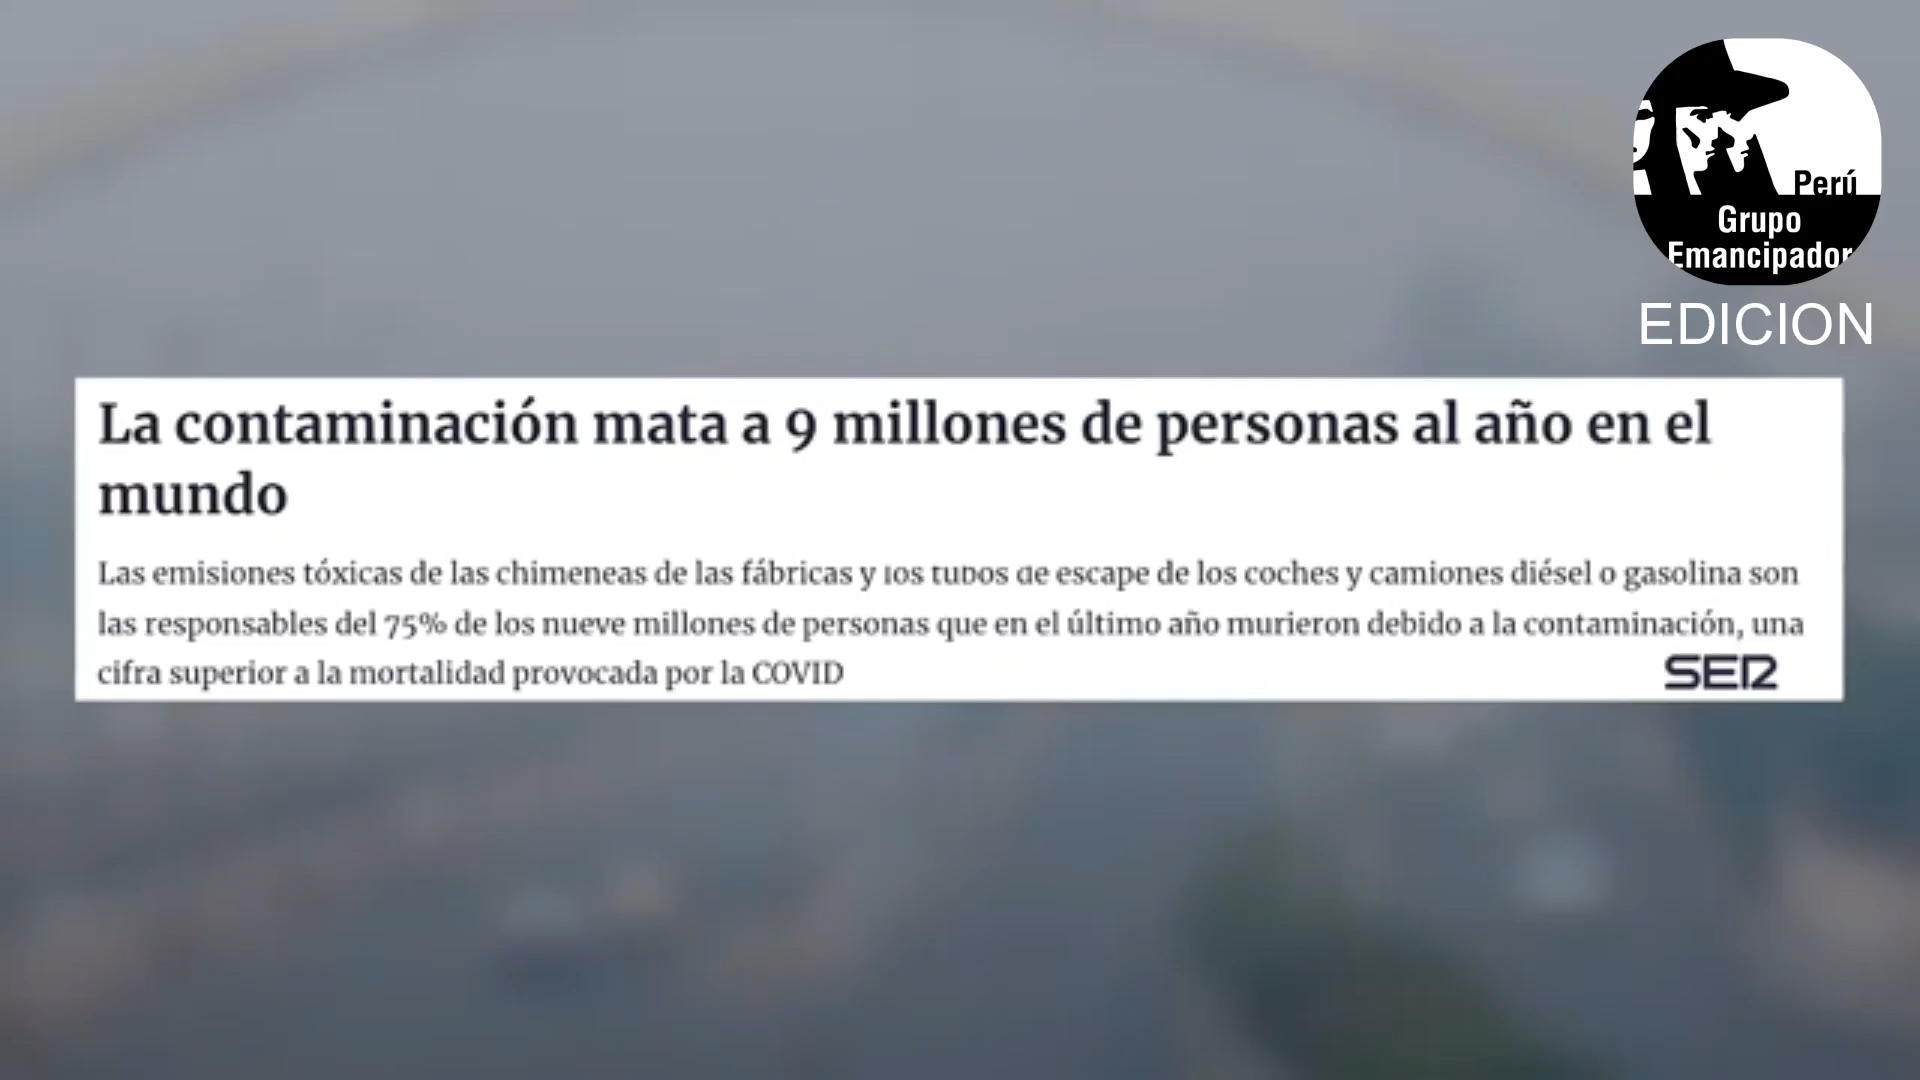 Perú
Grupo
Emancipador
EDICION
La contaminación mata a 9 millones de personas al año en el
mundo
Las emisiones tóxicas de las chimeneas de las fábricas y los tubos de escape de los coches y camiones diésel o gasolina son
las responsables del 75% de los nueve millones de personas que en el último año murieron debido a la contaminación, una
cifra superior a la mortalidad provocada por la COVID
SER